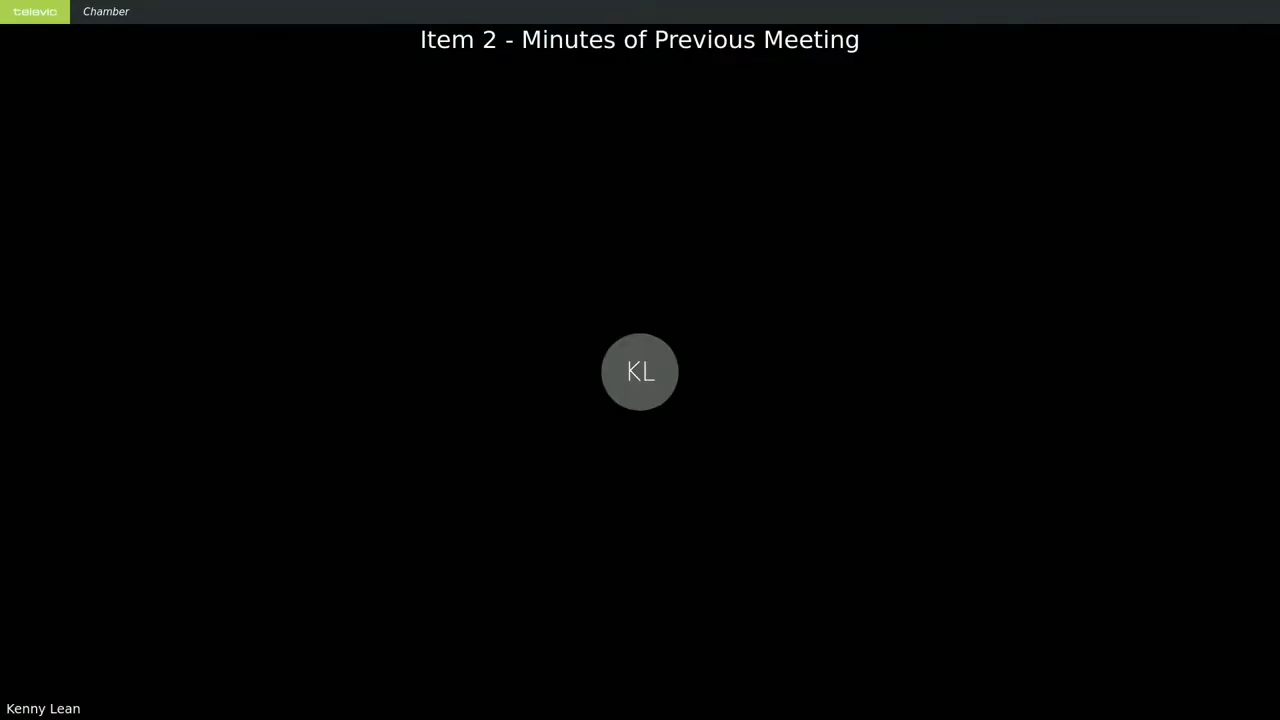 televic
Chamber
Item 2 - Minutes of Previous Meeting
KL
Kenny Lean